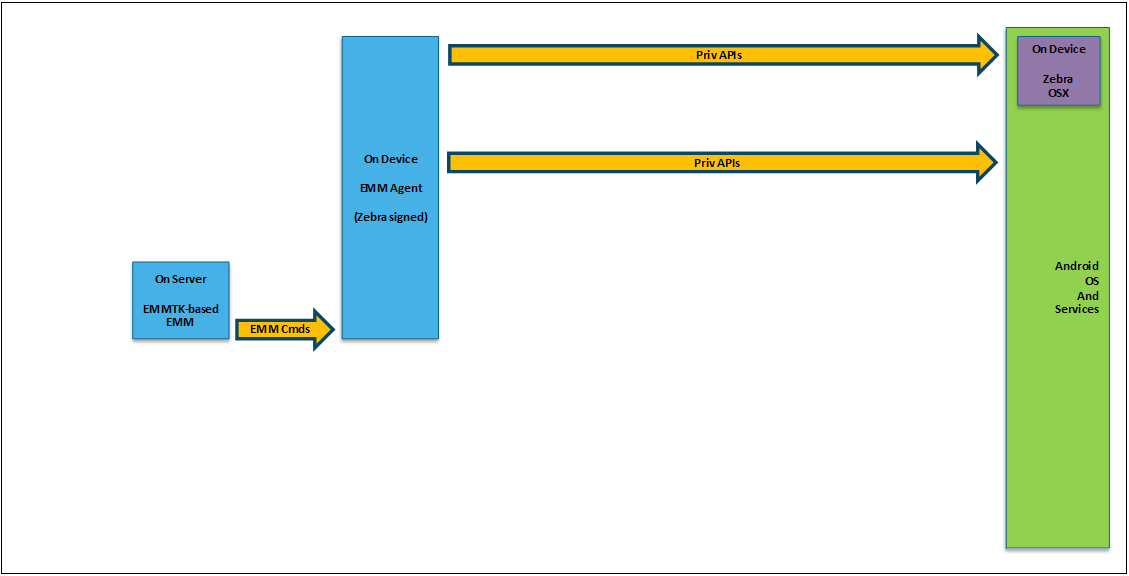 Priv APIs
On Device
Zebra
OSX
On Device
EMM Agent
(Zebra signed)
Priv APIs
On Server
EMMTK-based
EMM
EMM Cmds
Android
OS
And
Services